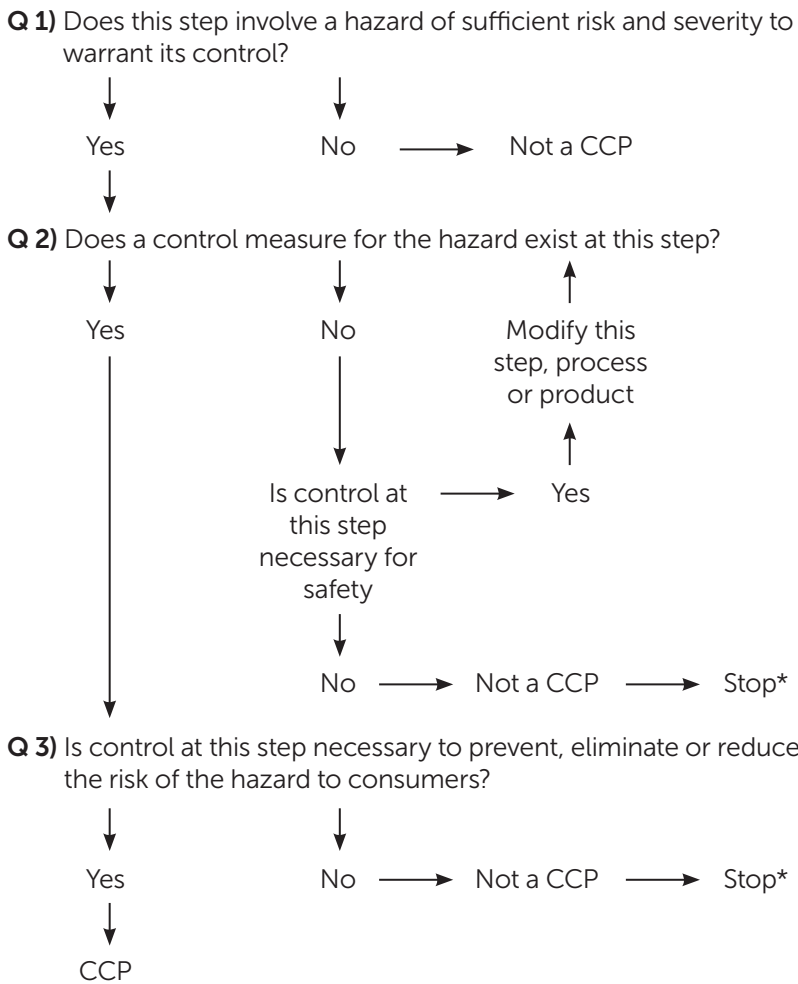 Q 1) Does this step involve a hazard of sufficient risk and severity to
warrant its control?
Yes
No
Not a CCP
Q 2) Does a control measure for the hazard exist at this step?
Yes
No
Modify this
step, process
or product
Is control at
this step
necessary for
safety
Yes
No
Not a CCP
Stop*
Q 3) Is control at this step necessary to prevent, eliminate or reduce
the risk of the hazard to consumers?
Yes
No
Not a CCP
Stop*
CCP